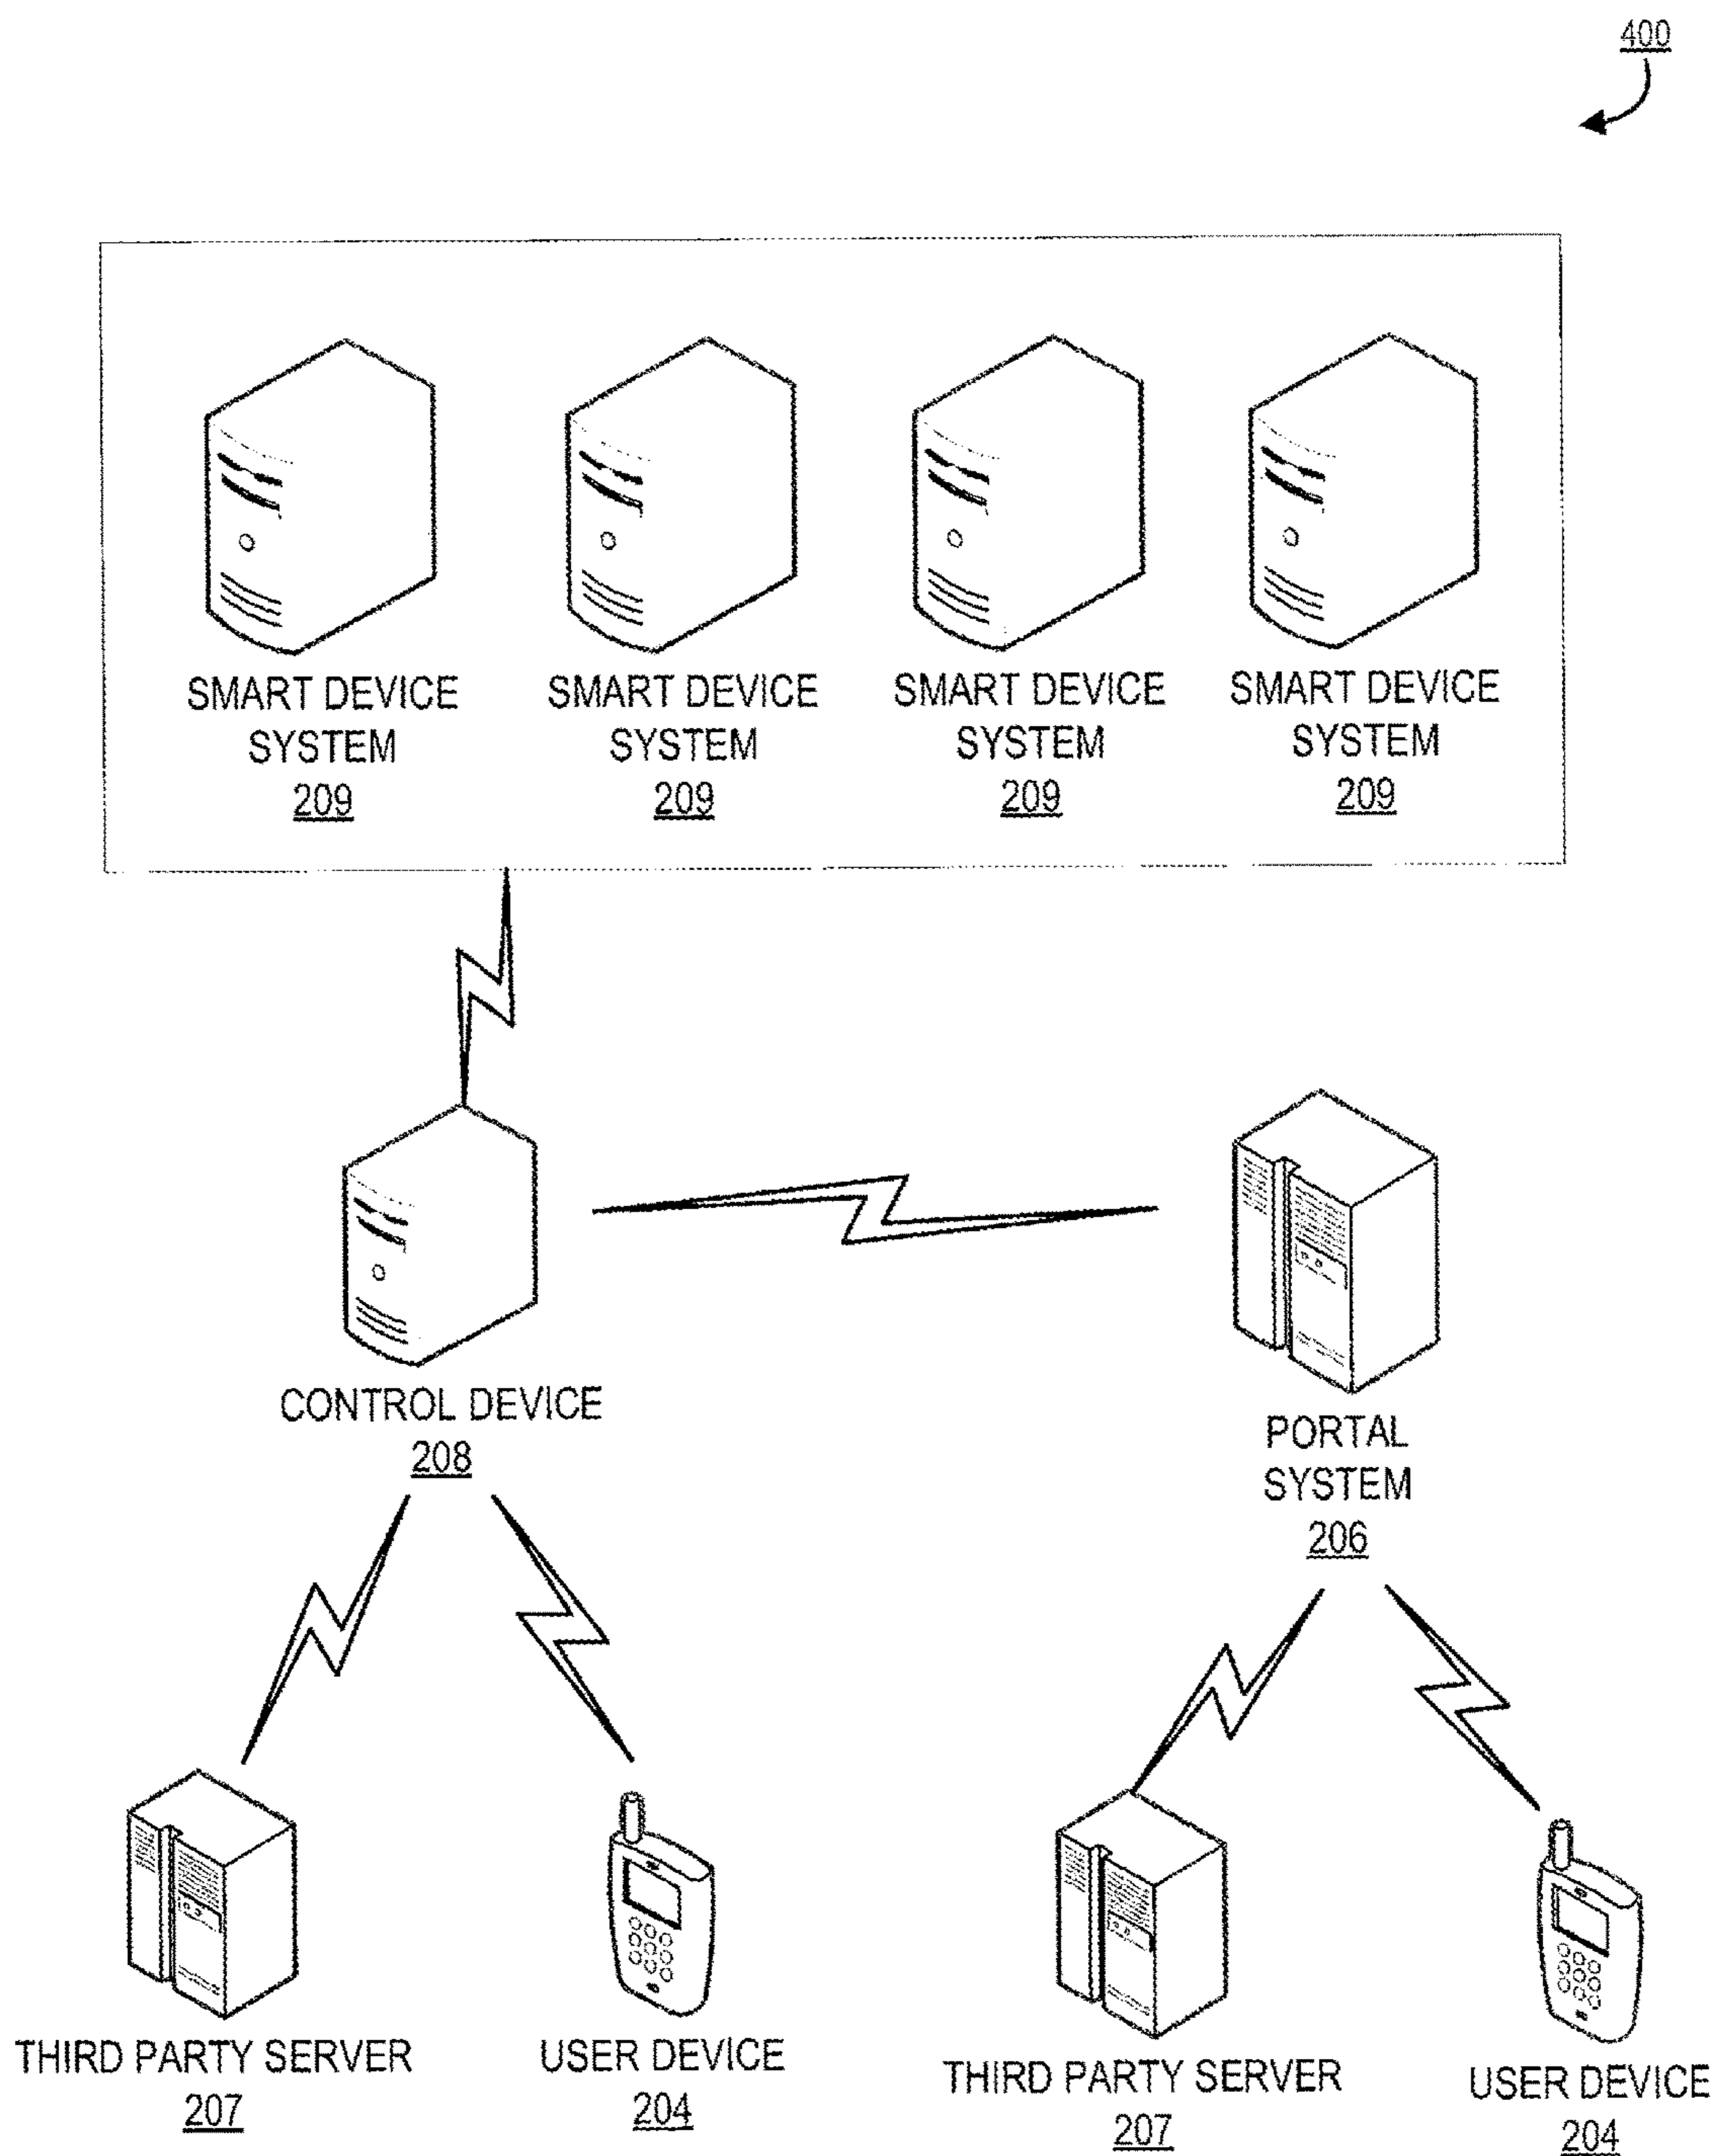 400
SMART DEVICE
SYSTEM
209
SMART DEVICE
SYSTEM
209
SMART DEVICE
SYSTEM
209
SMART DEVICE
SYSTEM
209
CONTROL DEVICE
208
PORTAL
SYSTEM
206
THIRD PARTY SERVER
207
USER DEVICE
204
THIRD PARTY SERVER
207
USER DEVICE
204